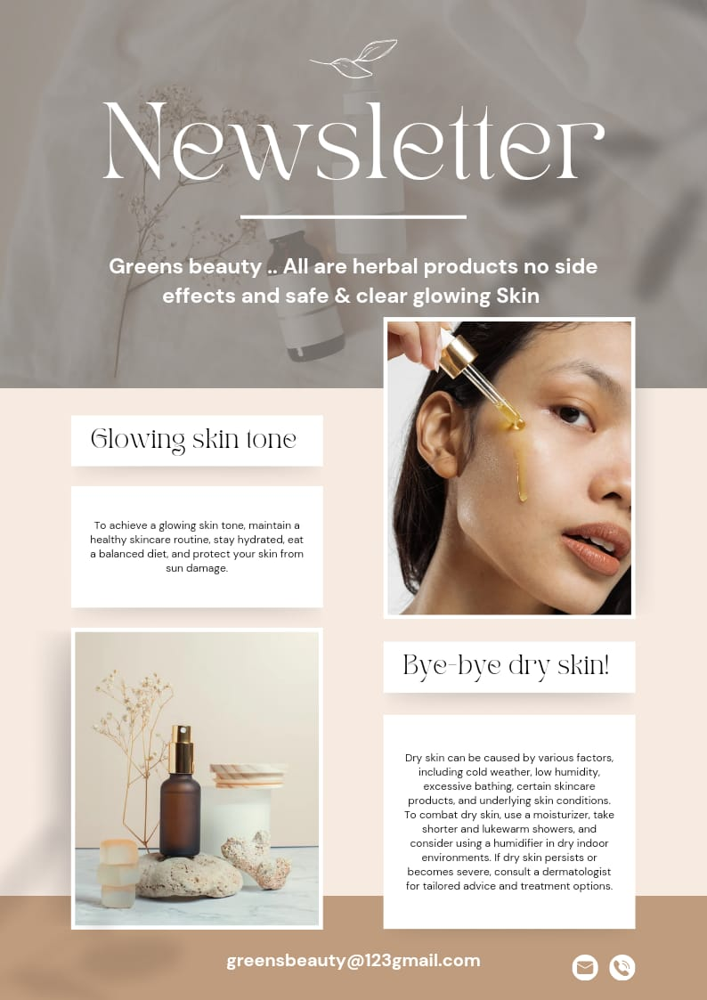 Newsletter
Greens beauty .. All are herbal products no side
effects and safe & clear glowing Skin
Glowing skin tone
To achieve a glowing skin tone, maintain a
healthy skincare routine, stay hydrated, eat
a balanced diet, and protect your skin from
sun damage.
Bye-bye dry skin!
Dry skin can be caused by various factors,
including cold weather, low humidity,
excessive bathing, certain skincare
products, and underlying skin conditions.
To combat dry skin, use a moisturizer, take
shorter and lukewarm showers, and
consider using a humidifier in dry indoor
environments. If dry skin persists or
becomes severe, consult a dermatologist
for tailored advice and treatment options.
greensbeauty@123gmail.com